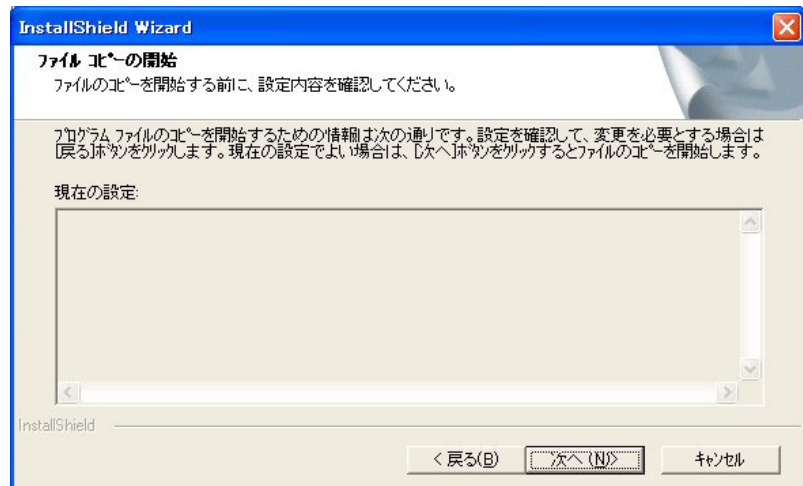 InstallShield Wizard
ファイル コピーの開始
ファイルのコピーを開始する前に、設定内容を確認してください。
プログラム ファイルのコピーを開始するための情報は次の通りです。設定を確認して、変更を必要とする場合は
[戻る]ボタンをクリックします。現在の設定でよい場合は、[次へ]ボタンをクリックするとファイルのコピーを開始します。
現在の設定:
InstallShield
< 戻る(B) 次へ (N)> キャンセル